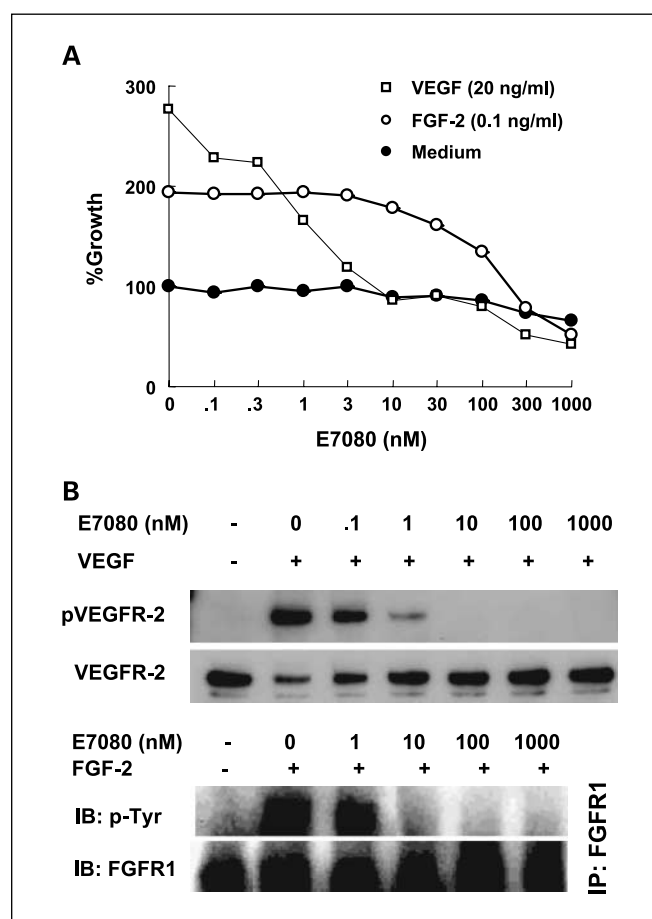 A
300
200
100
0
%Growth
VEGF (20 ng/ml)
FGF-2 (0.1 ng/ml)
Medium
0 .1 .3 1 3 10 30 100 300 1000
E7080 (nM)
B
E7080 (nM) - 0 .1 1 10 100 1000
VEGF - + + + + + +
pVEGFR-2
VEGFR-2
E7080 (nM) - 0 1 10 100 1000
FGF-2 - + + + + +
IB: p-Tyr
IB: FGFR1
IP: FGFR1